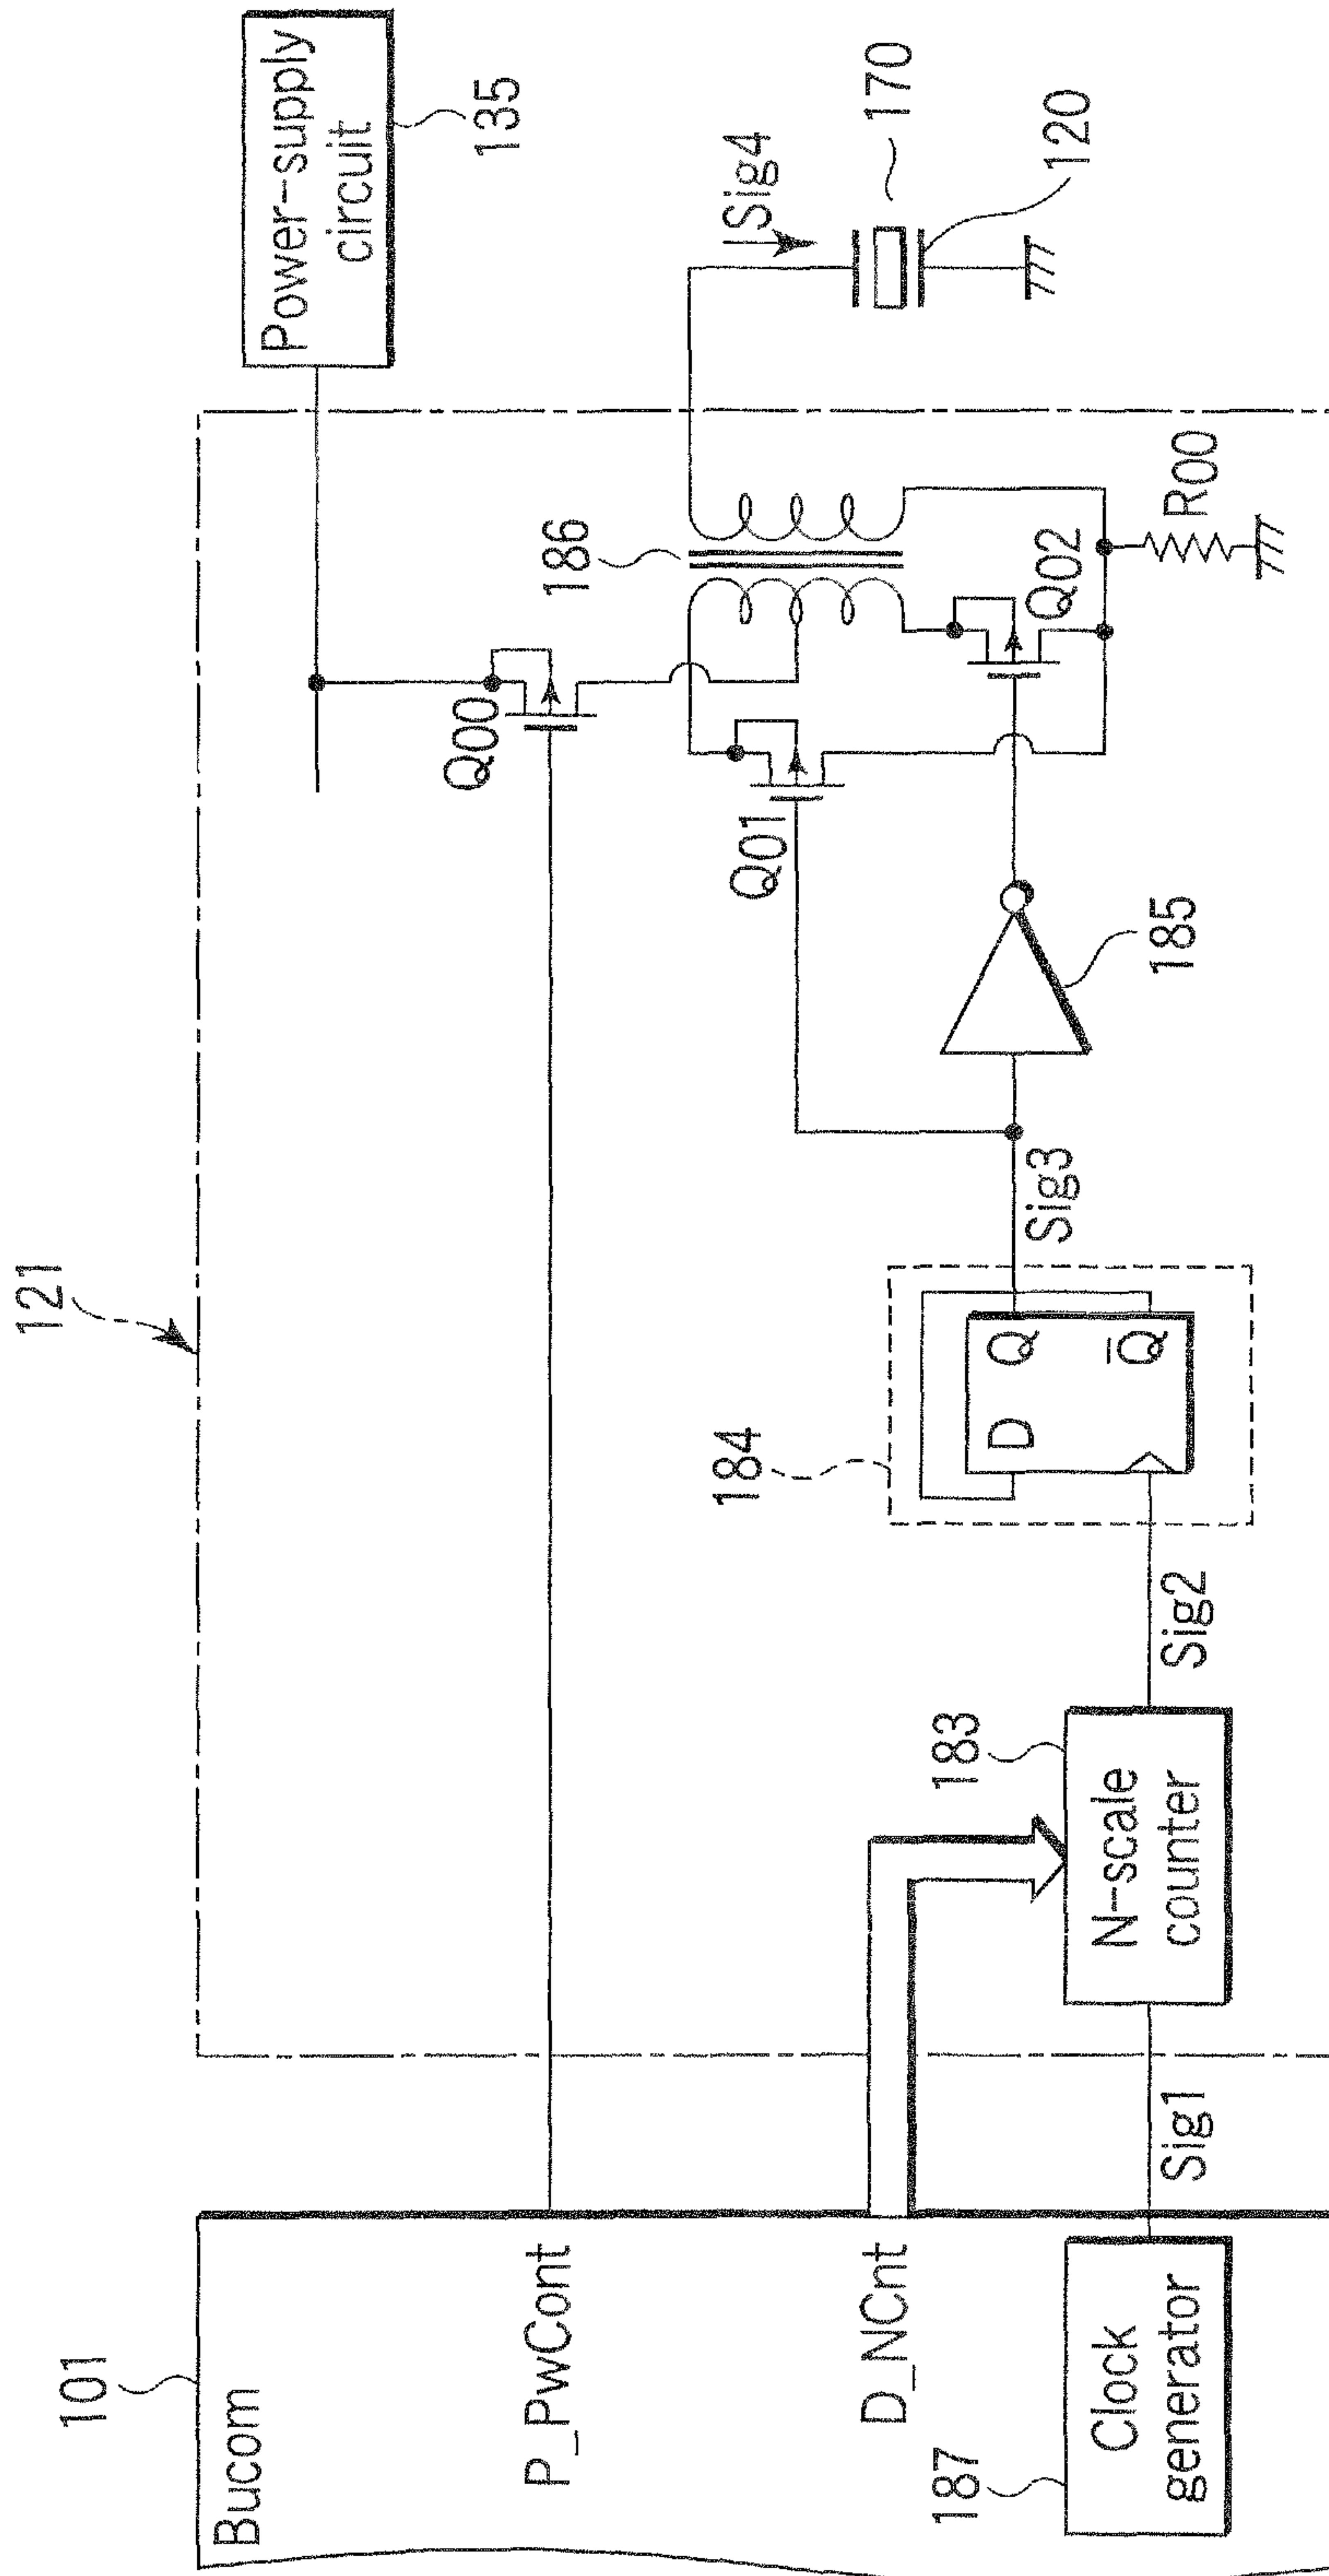 121
101
Bucom
P_PwCont
D_NCnt
187
Clock
generator
Sig1
183
N-scale
counter
Sig2
184
D Q
Q̅
Sig3
185
Q00
Q01
Q02
186
R00
Power-supply
circuit
135
Sig4
170
120